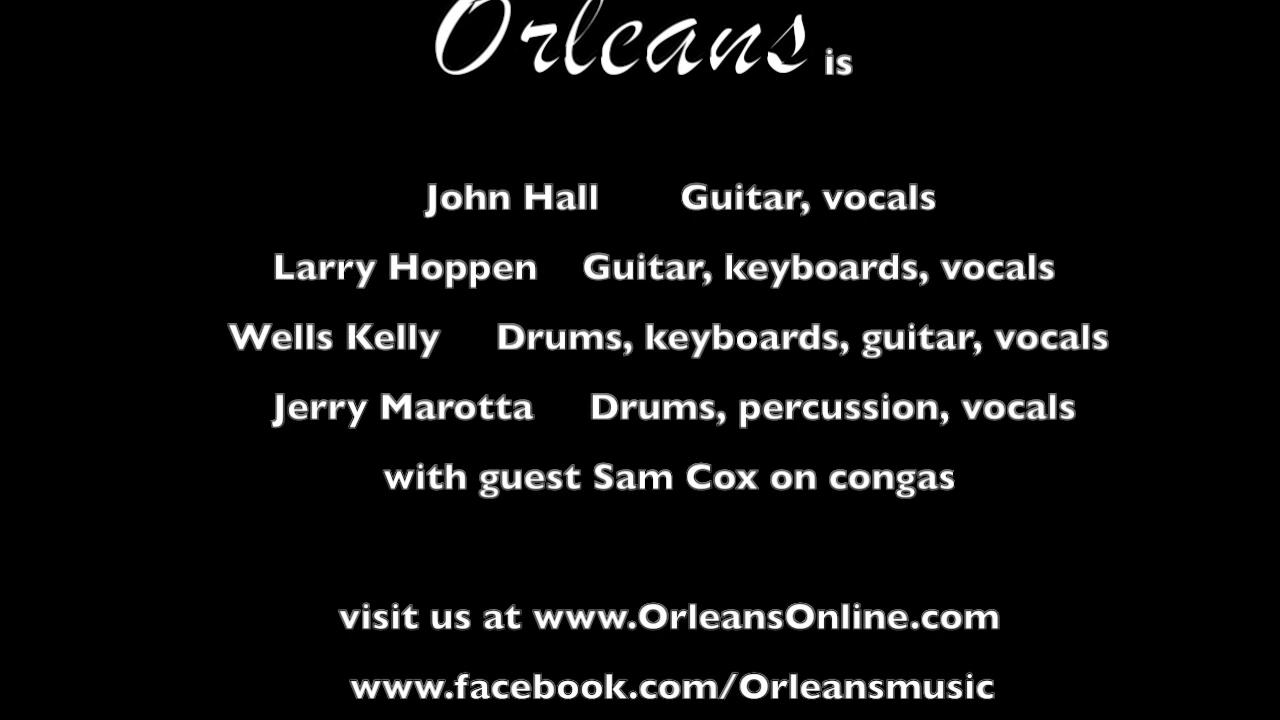 Orleans is
John Hall Guitar, vocals
Larry Hoppen Guitar, keyboards, vocals
Wells Kelly Drums, keyboards, guitar, vocals
Jerry Marotta Drums, percussion, vocals
with guest Sam Cox on congas
visit us at www.OrleansOnline.com
www.facebook.com/Orleansmusic